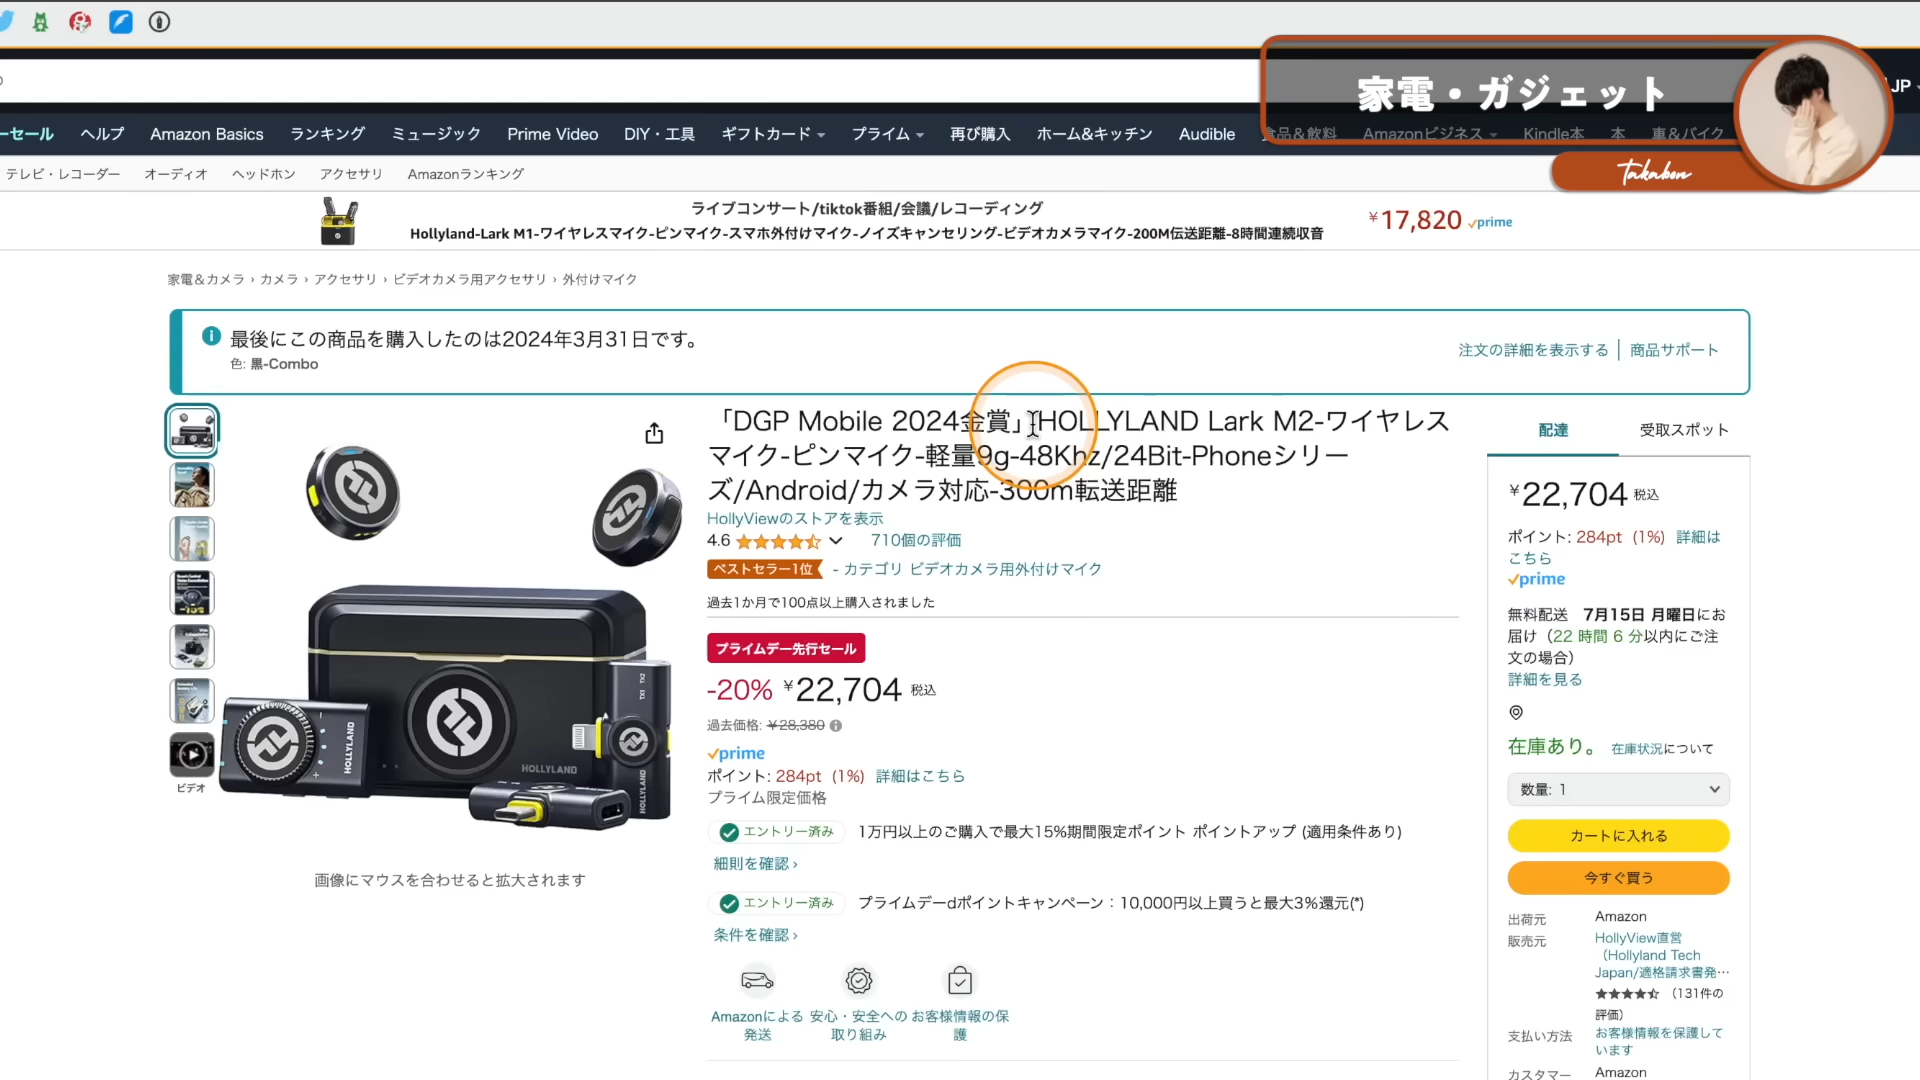 家電・ガジェット
JP
Takabon
ーセール ヘルプ Amazon Basics ランキング ミュージック Prime Video DIY・工具 ギフトカード プライム 再び購入 ホーム&キッチン Audible 食品&飲料 Amazonビジネス Kindle本 本 車&バイク
テレビ・レコーダー オーディオ ヘッドホン アクセサリ Amazonランキング
ライブコンサート/tiktok番組/会議/レコーディング
Hollyland-Lark M1-ワイヤレスマイク-ピンマイク-スマホ外付けマイク-ノイズキャンセリング-ビデオカメラマイク-200M伝送距離-8時間連続収音
¥17,820 prime
家電&カメラ › カメラ › アクセサリ › ビデオカメラ用アクセサリ › 外付けマイク
最後にこの商品を購入したのは2024年3月31日です。
色: 黒-Combo
注文の詳細を表示する | 商品サポート
「DGP Mobile 2024金賞」HOLLYLAND Lark M2-ワイヤレス
マイク-ピンマイク-軽量9g-48Khz/24Bit-Phoneシリー
ズ/Android/カメラ対応-300m転送距離
HollyViewのストアを表示
4.6 710個の評価
ベストセラー1位 - カテゴリ ビデオカメラ用外付けマイク
過去1か月で100点以上購入されました
プライムデー先行セール
-20% ¥22,704 税込
過去価格: ¥28,380
prime
ポイント: 284pt (1%) 詳細はこちら
プライム限定価格
エントリー済み 1万円以上のご購入で最大15%期間限定ポイント ポイントアップ (適用条件あり)
細則を確認 ›
エントリー済み プライムデーdポイントキャンペーン：10,000円以上買うと最大3%還元(*)
条件を確認 ›
Amazonによる
発送
安心・安全への
取り組み
お客様情報の保
護
HOLLYLAND
HOLLYLAND
HOLLYLAND
TX1 TX2
ビデオ
画像にマウスを合わせると拡大されます
配達 受取スポット
¥22,704 税込
ポイント: 284pt (1%) 詳細は
こちら
prime
無料配送 7月15日 月曜日にお
届け（22 時間 6 分以内にご注
文の場合）
詳細を見る
在庫あり。 在庫状況について
数量: 1
カートに入れる
今すぐ買う
出荷元 Amazon
販売元 HollyView直営
（Hollyland Tech
Japan/適格請求書発…
（131件の
評価）
支払い方法 お客様情報を保護して
います
カスタマー Amazon